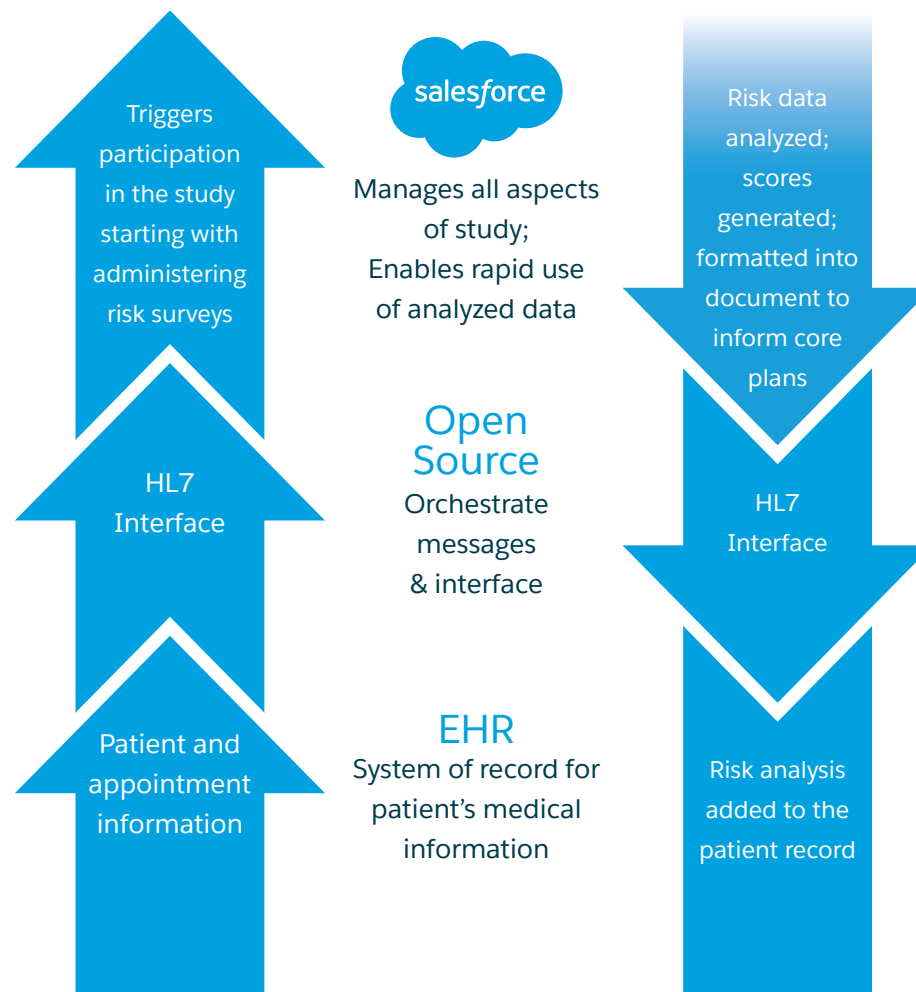 Triggers
participation
in the study
starting with
administering
risk surveys
HL7
Interface
Patient and
appointment
information
salesforce
Manages all aspects
of study;
Enables rapid use
of analyzed data
Open
Source
Orchestrate
messages
& interface
EHR
System of record for
patient's medical
information
Risk data
analyzed;
scores
generated;
formatted into
document to
inform core
plans
HL7
Interface
Risk analysis
added to the
patient record